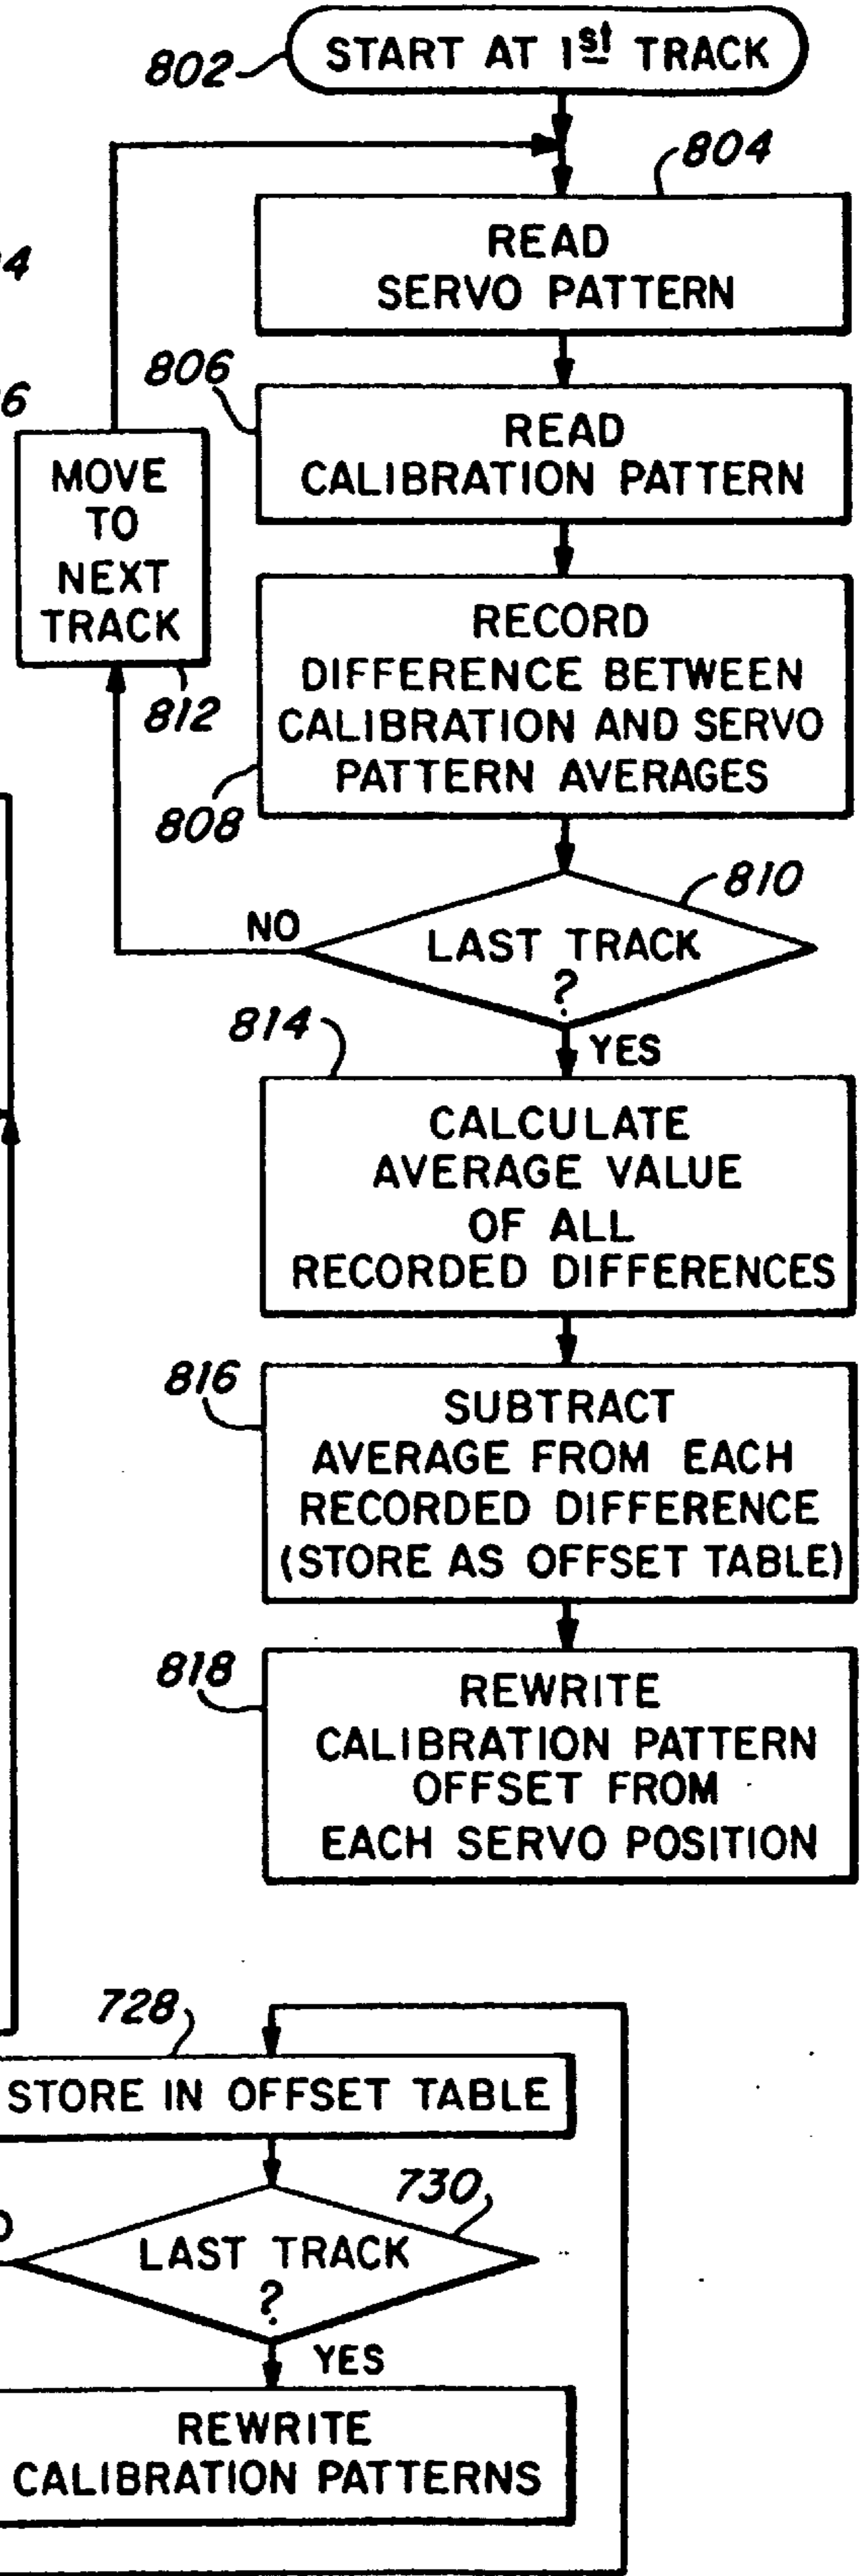 802
START AT 1st TRACK
804
READ
SERVO PATTERN
806
READ
CALIBRATION PATTERN
MOVE
TO
NEXT
TRACK
812
RECORD
DIFFERENCE BETWEEN
CALIBRATION AND SERVO
PATTERN AVERAGES
808
810
NO
LAST TRACK
?
YES
814
CALCULATE
AVERAGE VALUE
OF ALL
RECORDED DIFFERENCES
816
SUBTRACT
AVERAGE FROM EACH
RECORDED DIFFERENCE
(STORE AS OFFSET TABLE)
818
REWRITE
CALIBRATION PATTERN
OFFSET FROM
EACH SERVO POSITION
728
STORE IN OFFSET TABLE
730
LAST TRACK
?
YES
REWRITE
CALIBRATION PATTERNS